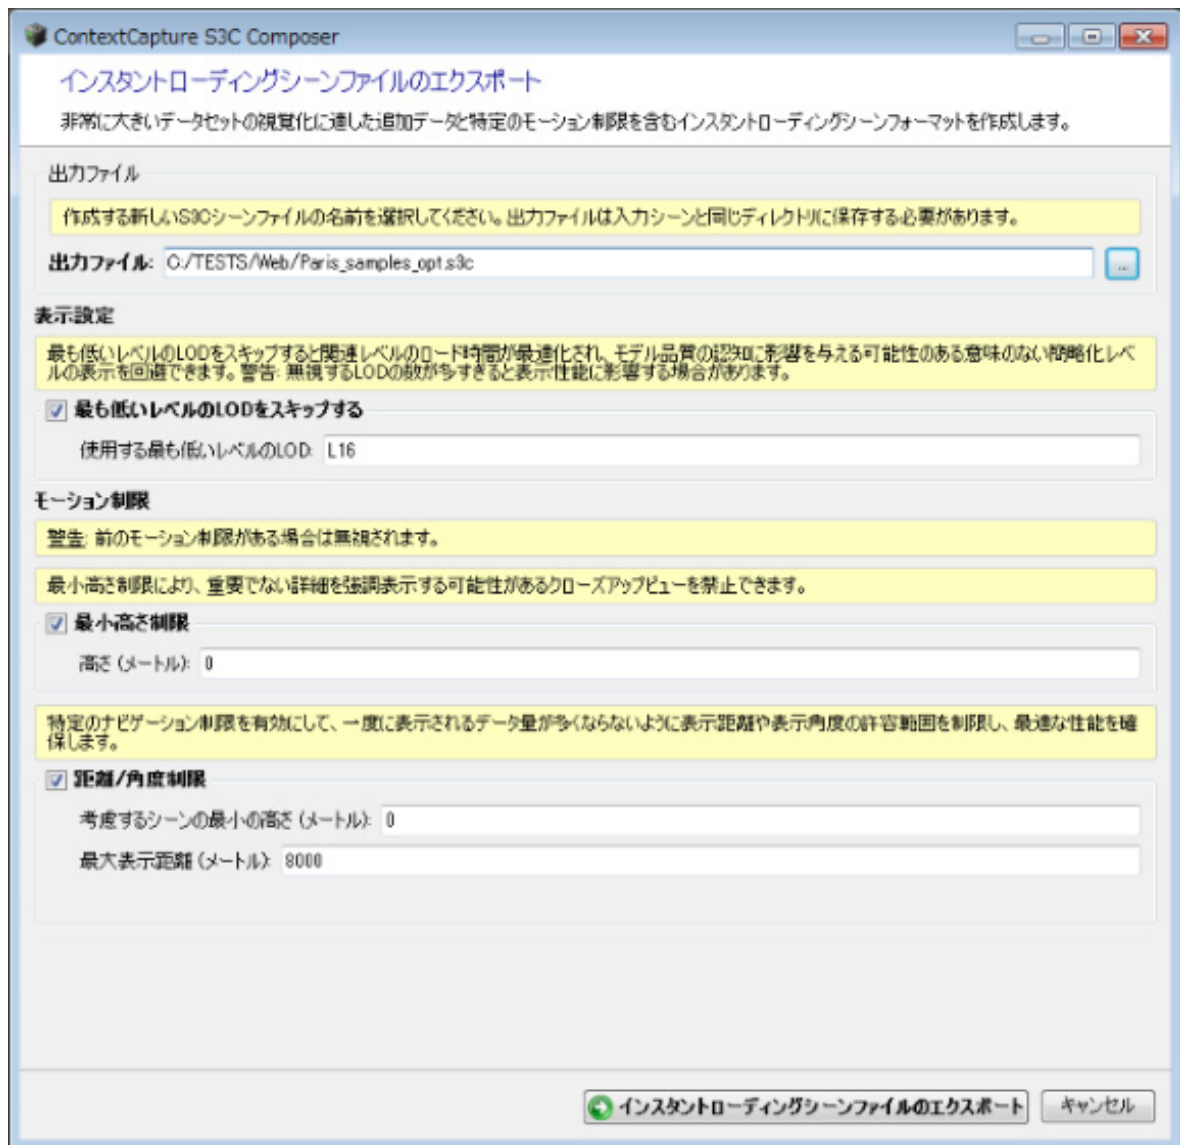 ContextCapture S3C Composer
インスタントローディングシーンファイルのエクスポート
非常に大きいデータセットの視覚化に達した追加データと特定のモーション制限を含むインスタントローディングシーンフォーマットを作成します。
出力ファイル
作成する新しいS3Cシーンファイルの名前を選択してください。出力ファイルは入力シーンと同じディレクトリに保存する必要があります。
出力ファイル: C:/TESTS/Web/Paris_samples_opt.s3c
...
表示設定
最も低いレベルのLODをスキップすると関連レベルのロード時間が最適化され、モデル品質の認知に影響を与える可能性のある意味のない簡略化レベ
ルの表示を回避できます。警告: 無視するLODの数が多すぎると表示性能に影響する場合があります。
最も低いレベルのLODをスキップする
使用する最も低いレベルのLOD: L16
モーション制限
警告: 前のモーション制限がある場合は無視されます。
最小高さ制限により、重要でない詳細を強調表示する可能性があるクローズアップビューを禁止できます。
最小高さ制限
高さ (メートル): 0
特定のナビゲーション制限を有効にして、一度に表示されるデータ量が多くならないように表示距離や表示角度の許容範囲を制限し、最適な性能を確
保します。
距離/角度制限
考慮するシーンの最小の高さ (メートル): 0
最大表示距離 (メートル): 8000
インスタントローディングシーンファイルのエクスポート
キャンセル